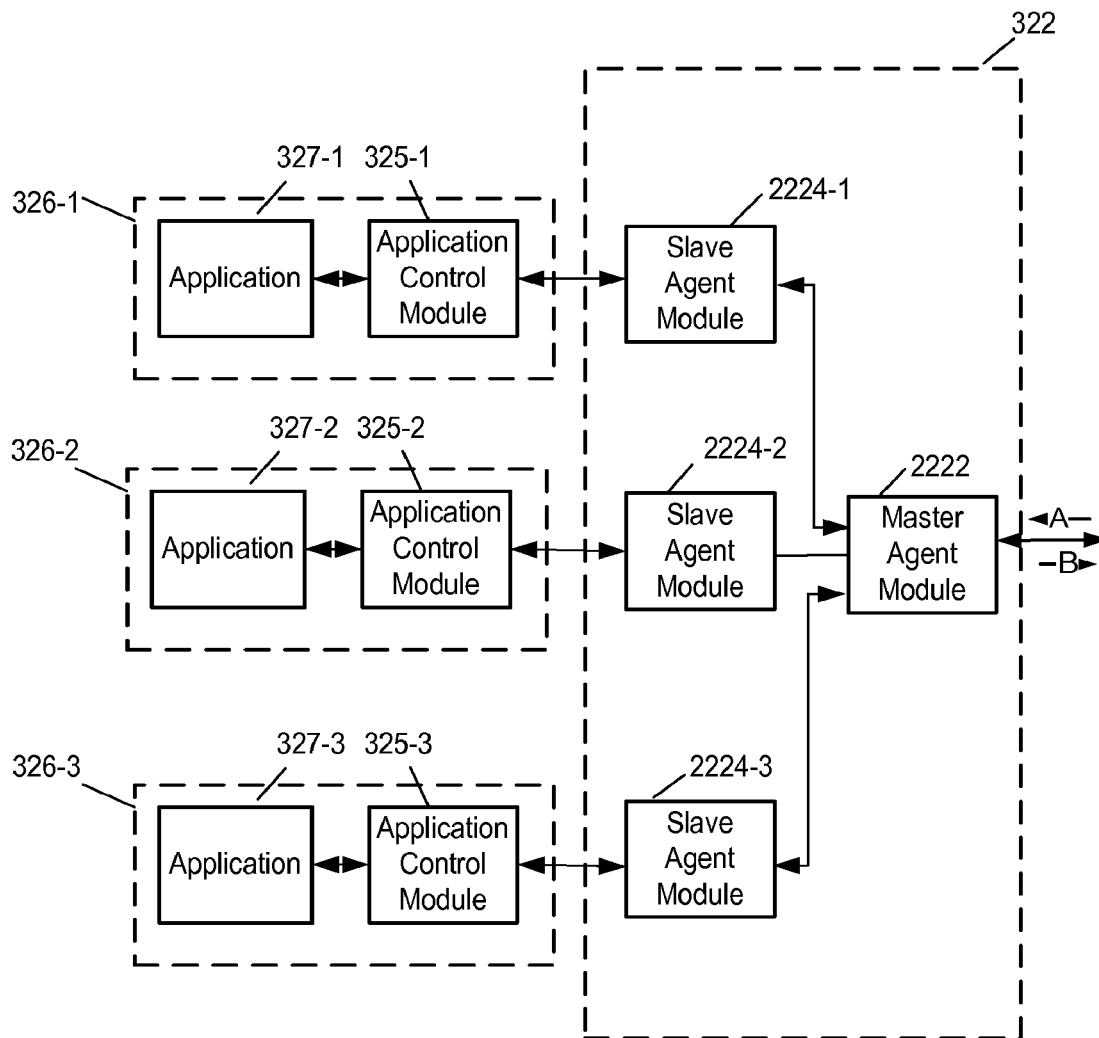 322
327-1
325-1
326-1
Application
Application
Control
Module
2224-1
Slave
Agent
Module
327-2
325-2
326-2
Application
Application
Control
Module
2224-2
Slave
Agent
Module
2222
Master
Agent
Module
A
B
327-3
325-3
326-3
Application
Application
Control
Module
2224-3
Slave
Agent
Module